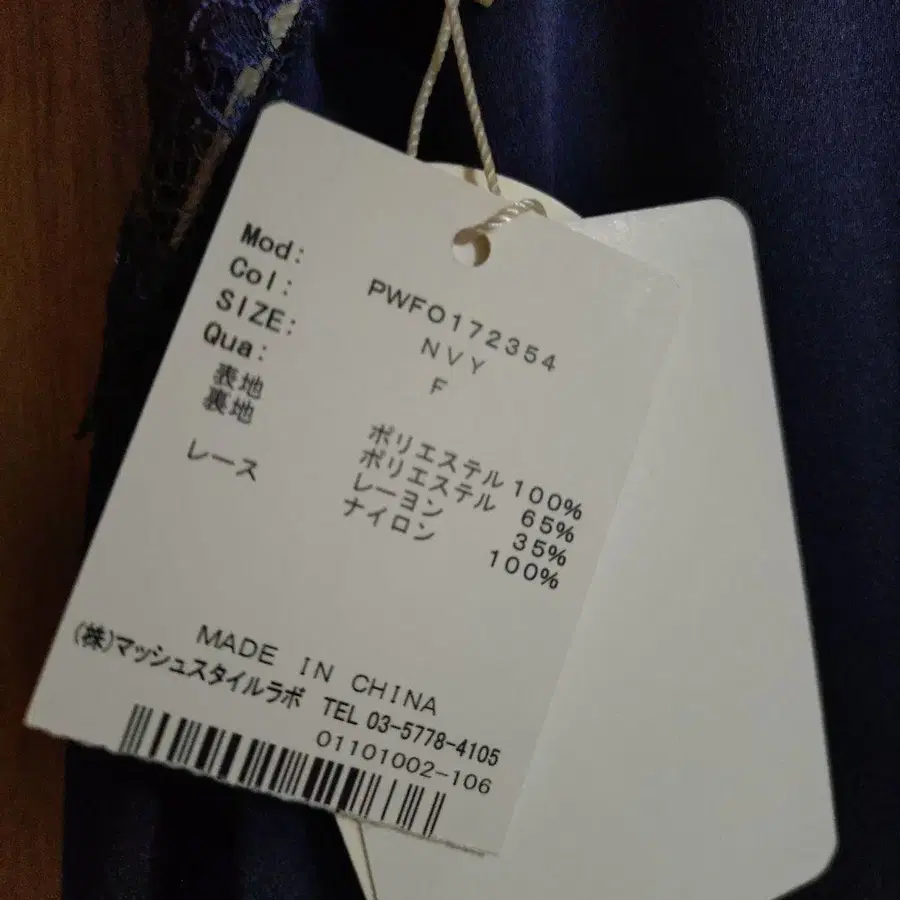 Mod: PWFO172354
Col: NVY
SIZE: F
Qua:
表地 ポリエステル 100%
裏地 ポリエステル 65%
レーヨン 35%
レース ナイロン 100%
MADE IN CHINA
(株)マッシュスタイルラボ TEL 03-5778-4105
01101002-106